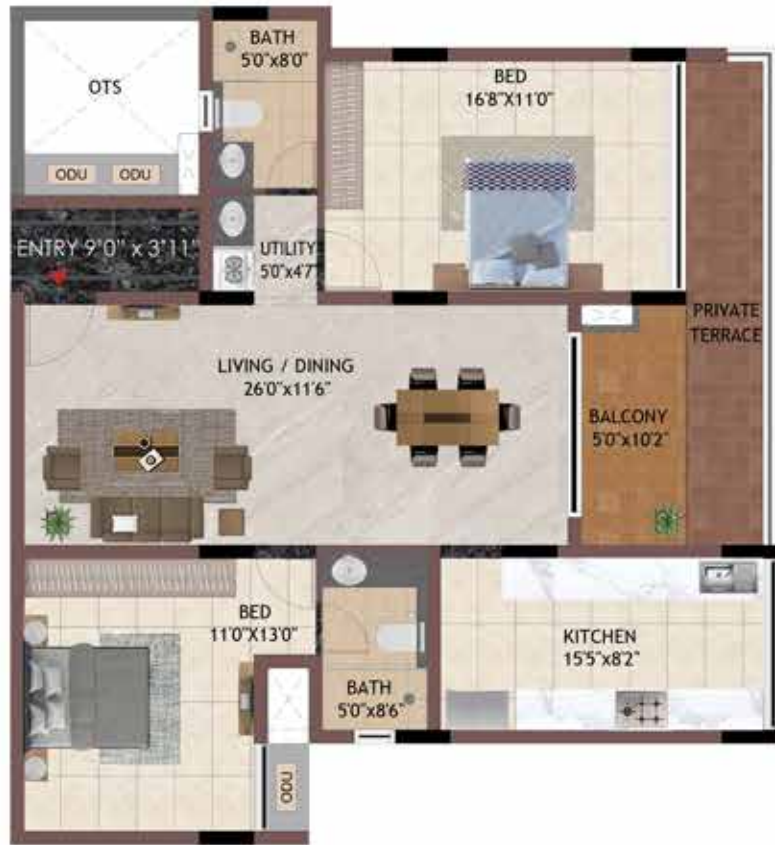 BATH
5'0"x8'0"
OTS
BED
16'8"X11'0"
ODU
ODU
ENTRY 9'0" x 3'11"
UTILITY
5'0"x4'7"
PRIVATE
TERRACE
LIVING / DINING
26'0"x11'6"
BALCONY
5'0"x10'2"
BED
11'0"X13'0"
KITCHEN
15'5"x8'2"
BATH
5'0"x8'6"
ODU